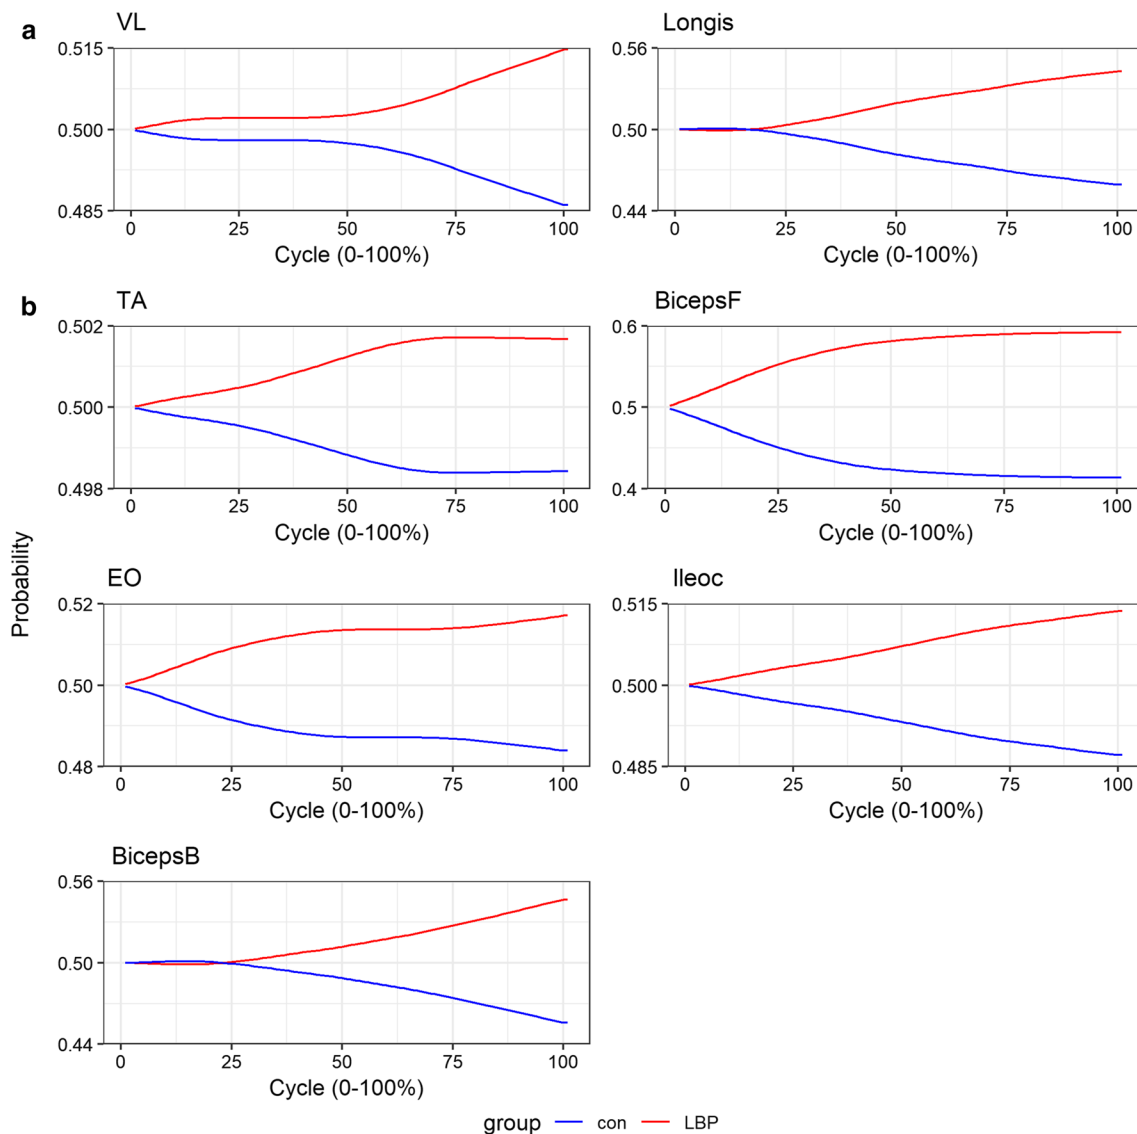 a
VL
Longis
0.515
0.500
0.485
0 25 50 75 100
Cycle (0-100%)
0.56
0.50
0.44
0 25 50 75 100
Cycle (0-100%)
b
TA
BicepsF
0.502
0.500
0.498
0 25 50 75 100
Cycle (0-100%)
0.6
0.5
0.4
0 25 50 75 100
Cycle (0-100%)
Probability
EO
Ileoc
0.52
0.50
0.48
0 25 50 75 100
Cycle (0-100%)
0.515
0.500
0.485
0 25 50 75 100
Cycle (0-100%)
BicepsB
0.56
0.50
0.44
0 25 50 75 100
Cycle (0-100%)
group con LBP